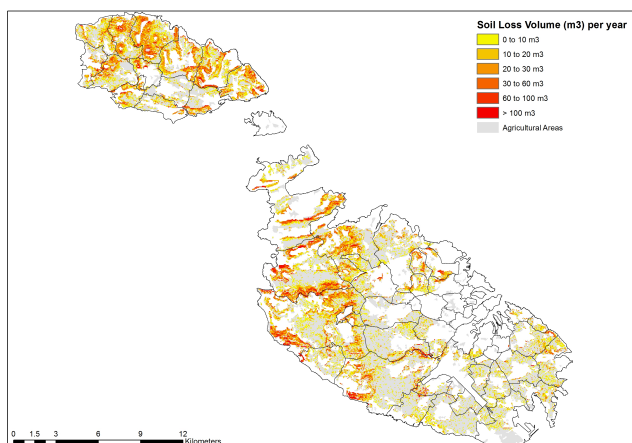 Soil Loss Volume (m3) per year
0 to 10 m3
10 to 20 m3
20 to 30 m3
30 to 60 m3
60 to 100 m3
> 100 m3
Agricultural Areas
0 1.5 3 6 9 12
Kilometers